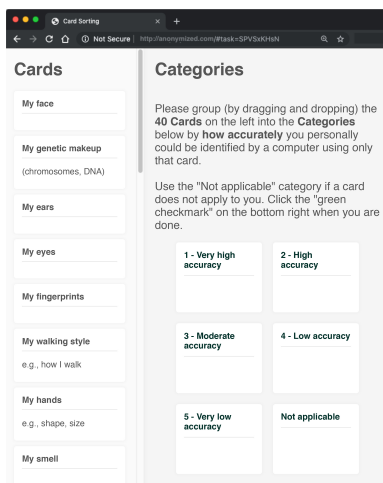 Card Sorting
Not Secure http://anonymized.com/#task=SPVSxKHsN
Cards
My face
My genetic makeup
(chromosomes, DNA)
My ears
My eyes
My fingerprints
My walking style
e.g., how I walk
My hands
e.g., shape, size
My smell
Categories
Please group (by dragging and dropping) the
40 Cards on the left into the Categories
below by how accurately you personally
could be identified by a computer using only
that card.
Use the "Not applicable" category if a card
does not apply to you. Click the "green
checkmark" on the bottom right when you are
done.
1 - Very high
accuracy
2 - High
accuracy
3 - Moderate
accuracy
4 - Low accuracy
5 - Very low
accuracy
Not applicable